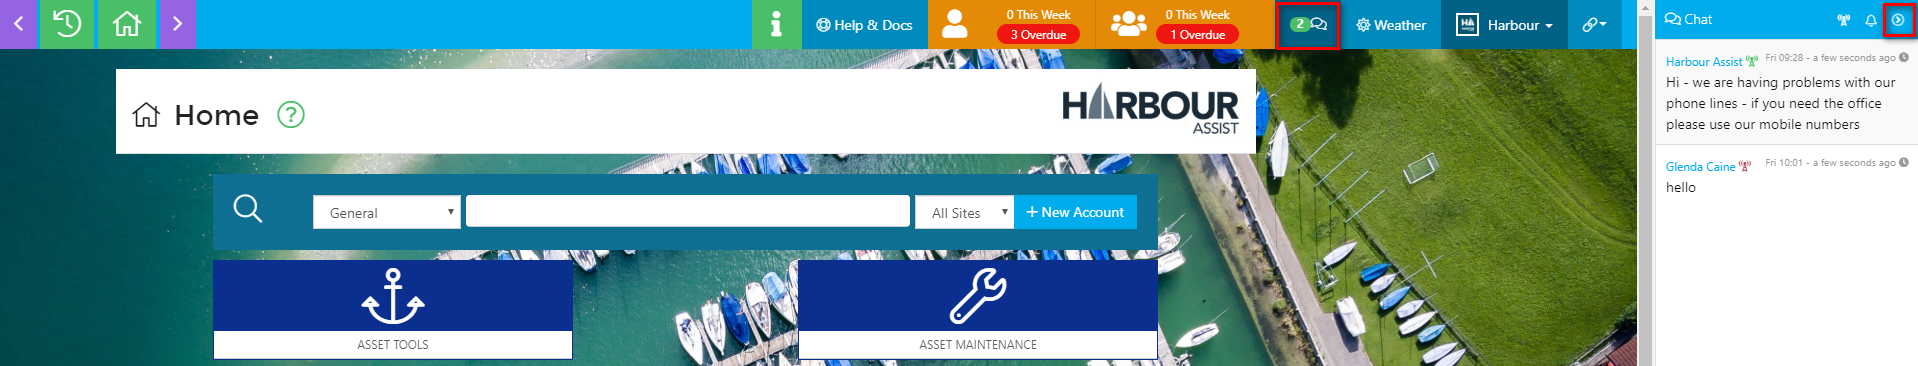 Help & Docs
0 This Week
3 Overdue
0 This Week
1 Overdue
2
Weather
HA
Harbour
Chat
Home
?
HARBOUR
ASSIST
General
All Sites
+ New Account
ASSET TOOLS
ASSET MAINTENANCE
Harbour Assist
Fri 09:28 - a few seconds ago
Hi - we are having problems with our
phone lines - if you need the office
please use our mobile numbers
Glenda Caine
Fri 10:01 - a few seconds ago
hello